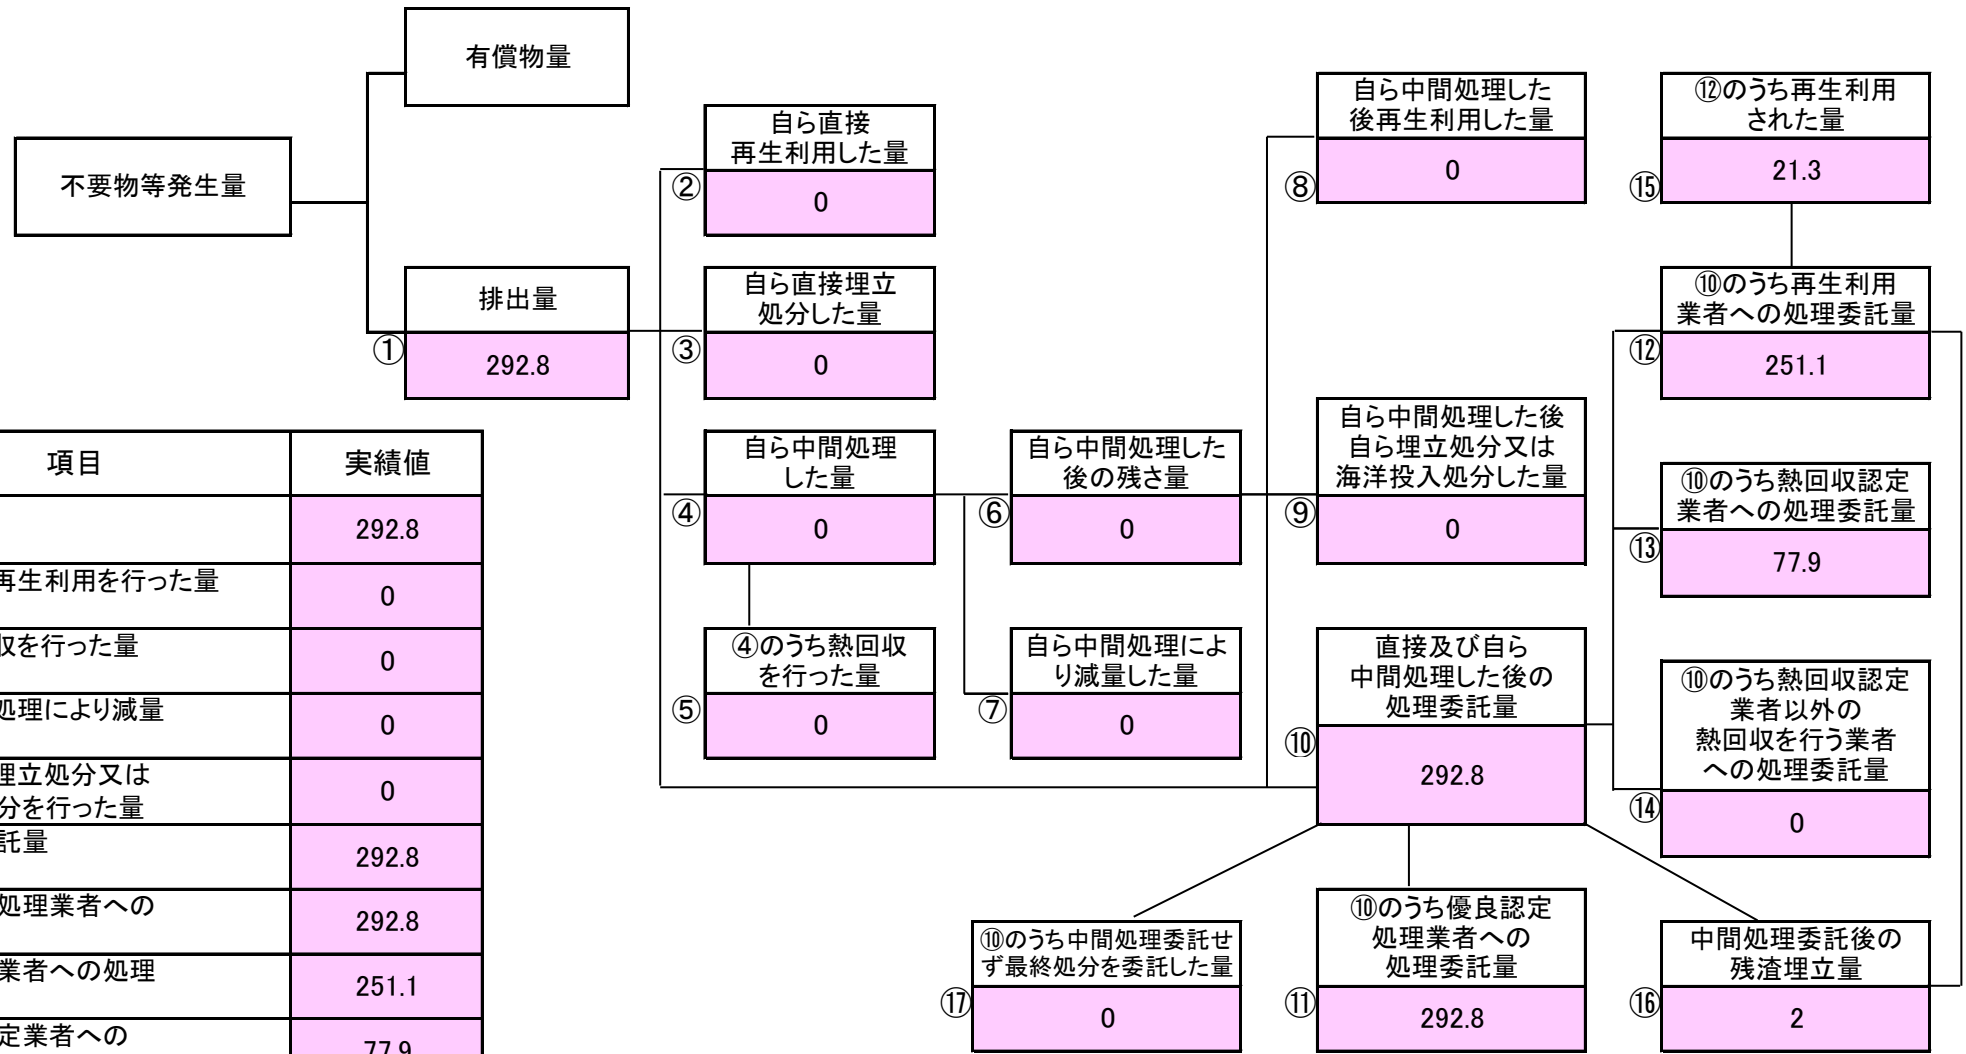 有償物量
不要物等発生量
排出量
①
292.8
自ら直接
再生利用した量
②
0
自ら直接埋立
処分した量
③
0
自ら中間処理
した量
④
0
④のうち熱回収
を行った量
⑤
0
自ら中間処理した
後の残さ量
⑥
0
自ら中間処理によ
り減量した量
⑦
0
自ら中間処理した
後再生利用した量
⑧
0
自ら中間処理した後
自ら埋立処分又は
海洋投入処分した量
⑨
0
直接及び自ら
中間処理した後の
処理委託量
⑩
292.8
⑫のうち再生利用
された量
⑮
21.3
⑩のうち再生利用
業者への処理委託量
⑫
251.1
⑩のうち熱回収認定
業者への処理委託量
⑬
77.9
⑩のうち熱回収認定
業者以外の
熱回収を行う業者
への処理委託量
⑭
0
⑩のうち中間処理委託せ
ず最終処分を委託した量
⑰
0
⑩のうち優良認定
処理業者への
処理委託量
⑪
292.8
中間処理委託後の
残渣埋立量
⑯
2
項目 実績値
292.8
再生利用を行った量
0
収を行った量
0
処理により減量
0
埋立処分又は
分を行った量
0
託量
292.8
処理業者への
292.8
業者への処理
251.1
定業者への
77.9